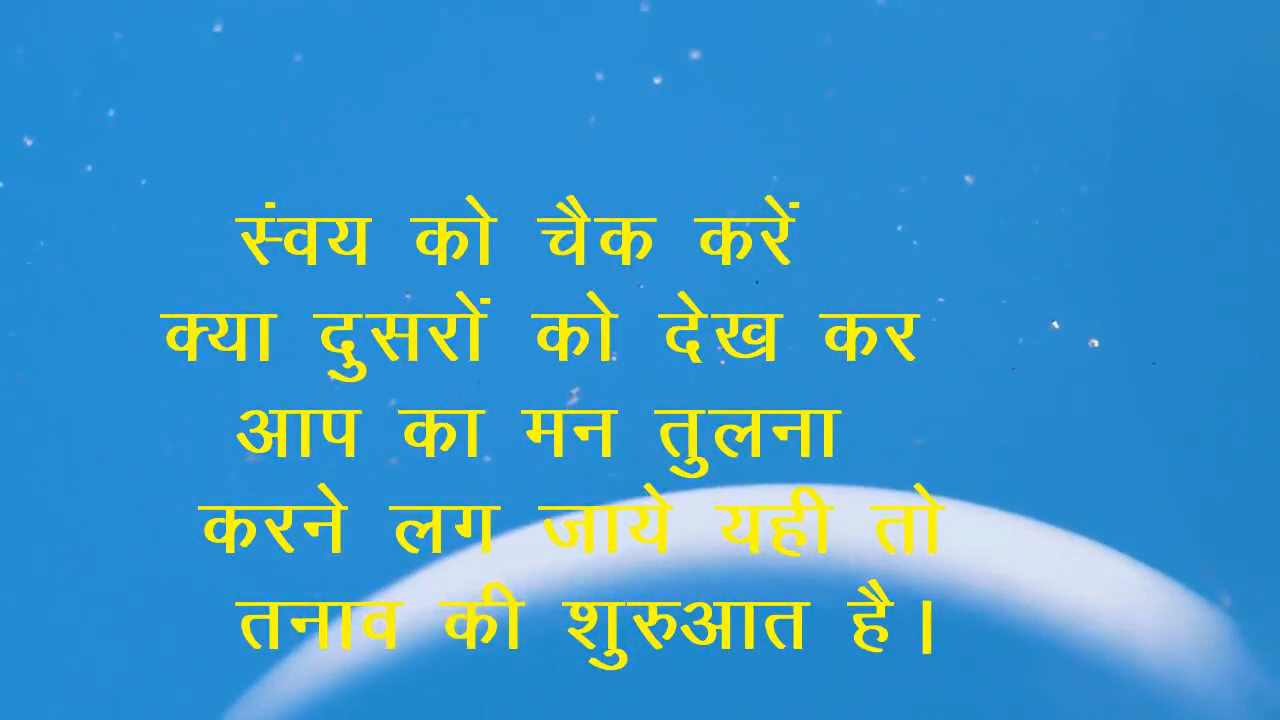 स्ंवय को चैक करें
क्या दुसरों को देख कर
आप का मन तुलना
करने लग जाये यही तो
तनाव की शुरुआत है।